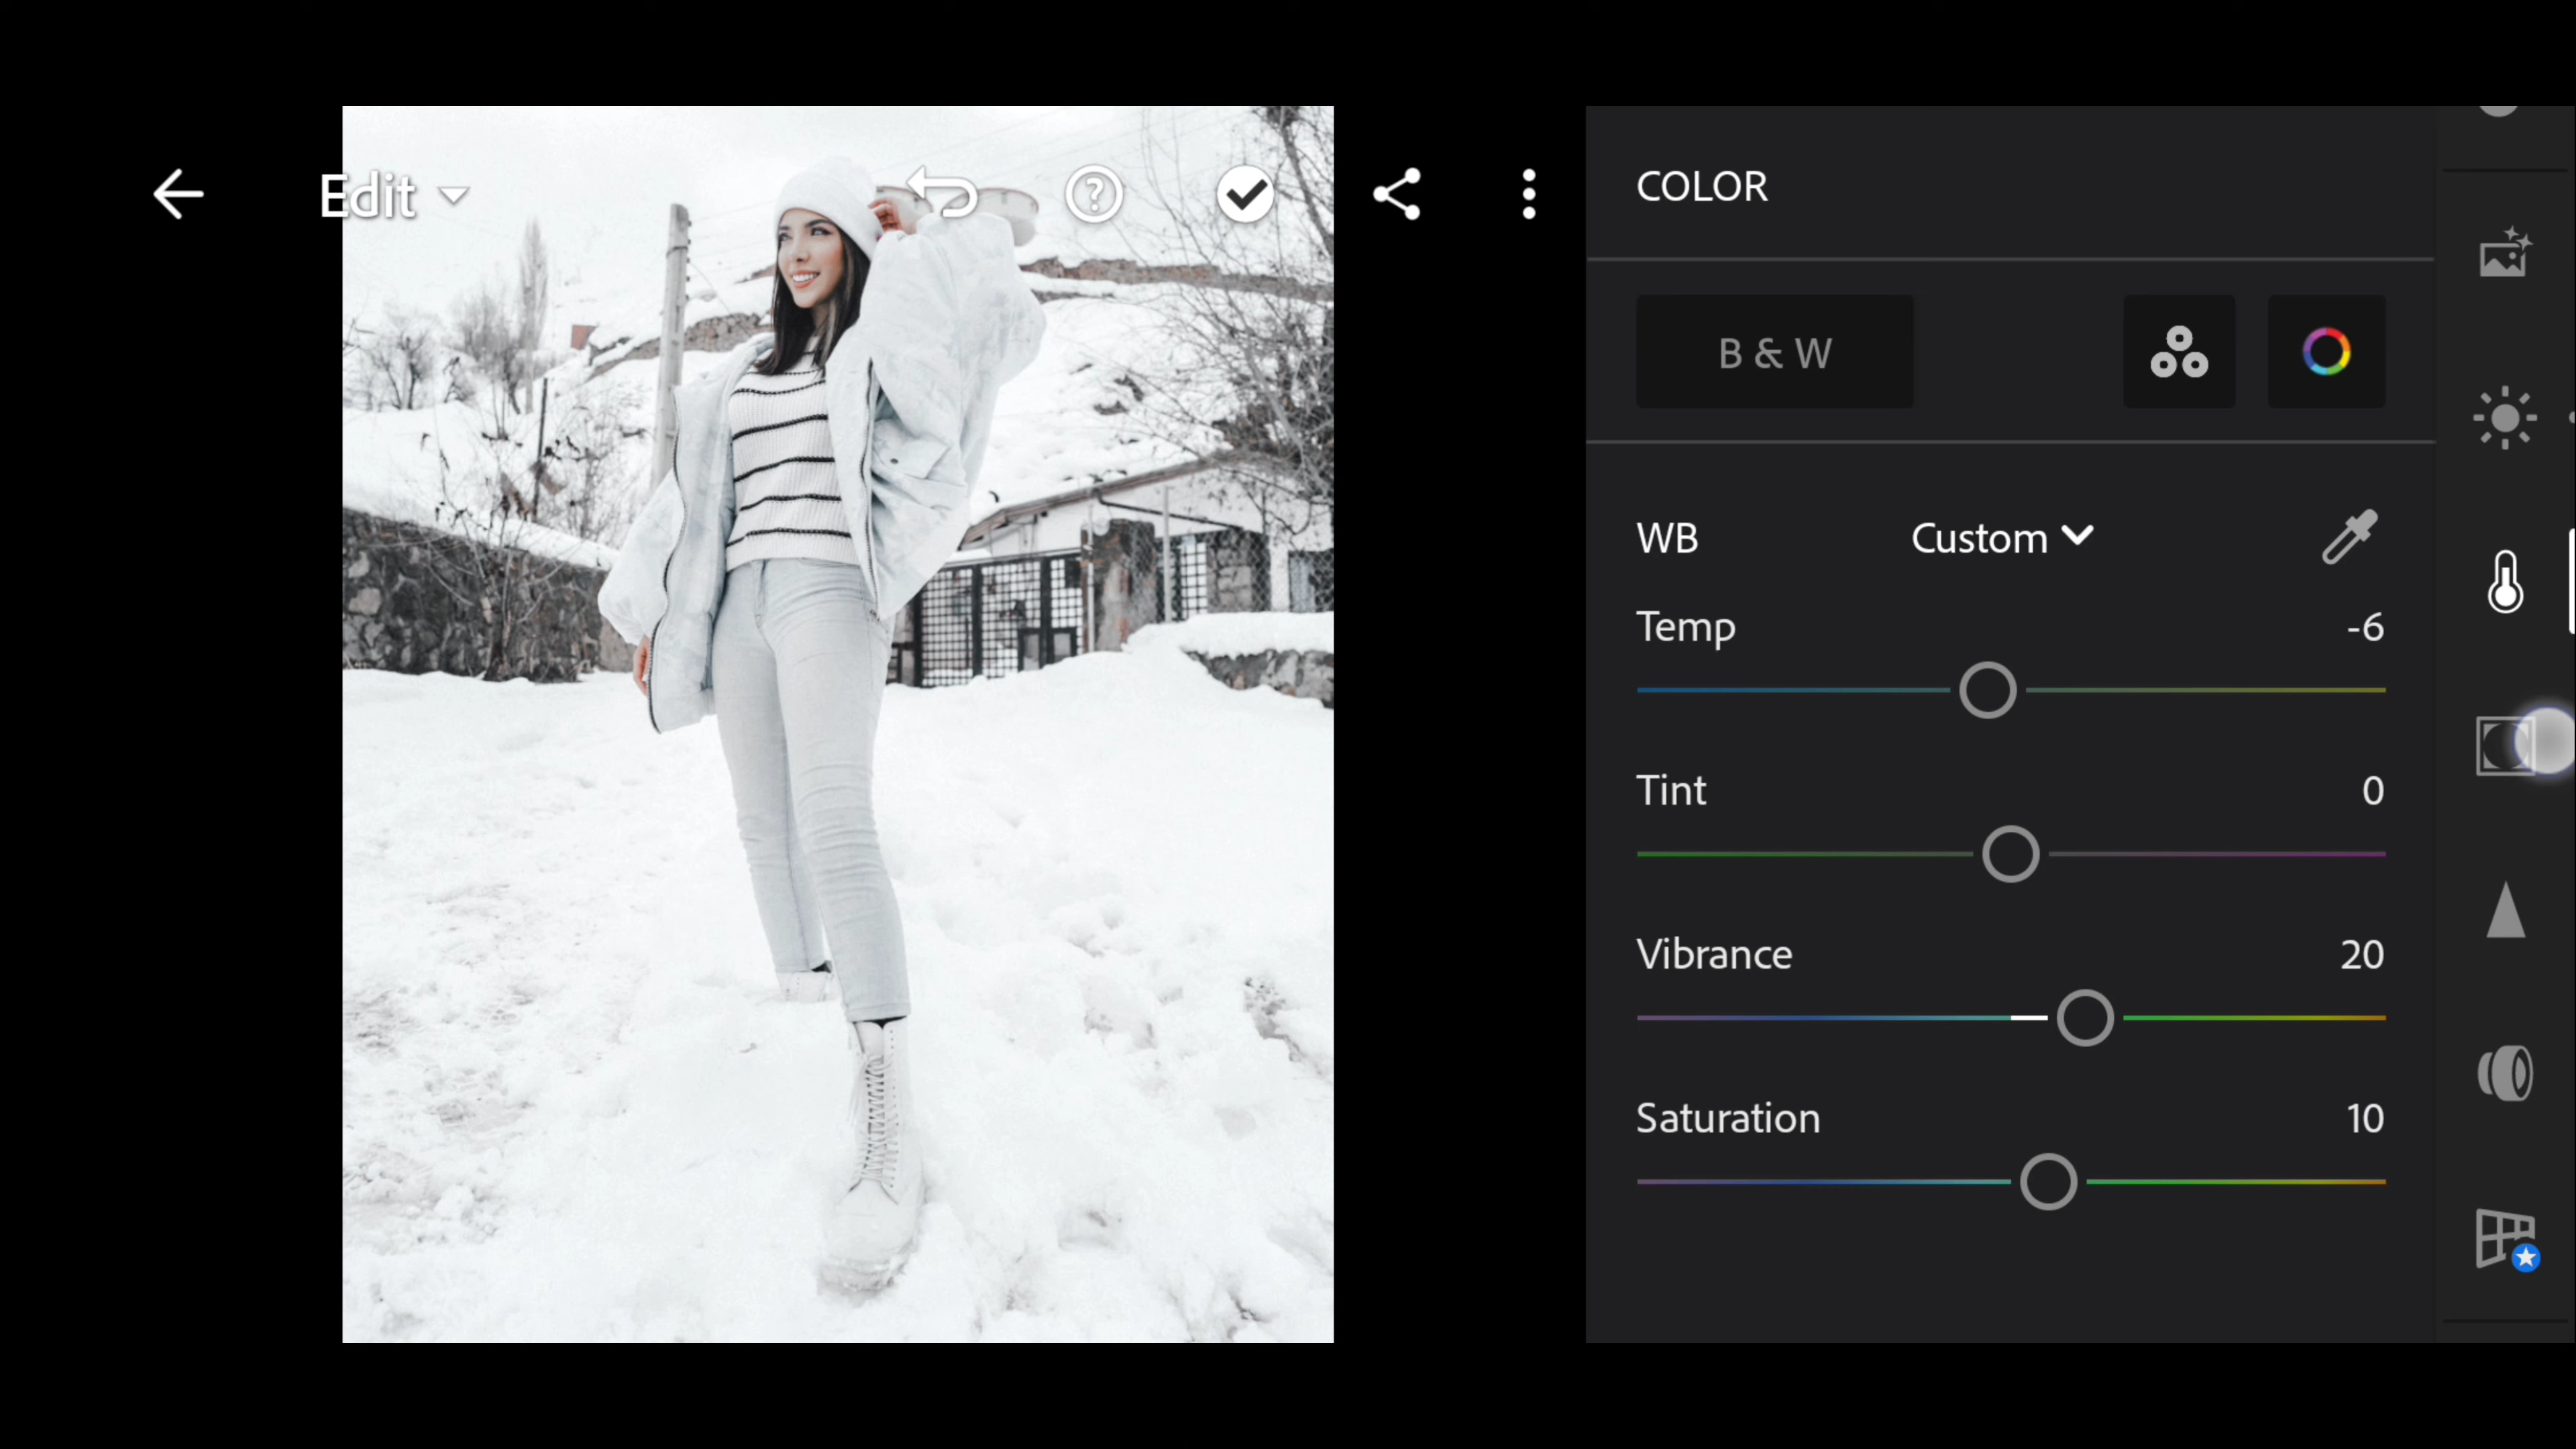 Edit
COLOR
B & W
WB Custom
Temp -6
Tint 0
Vibrance 20
Saturation 10